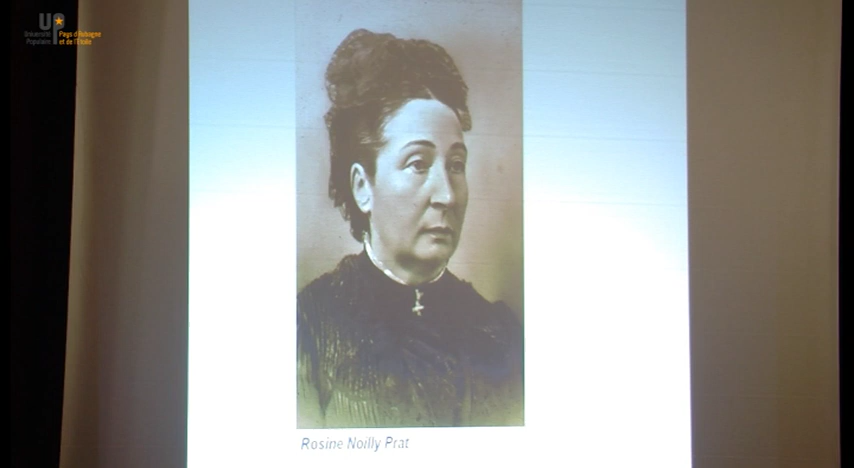 UP
Université
Populaire
Pays d'Aubagne
et de l'Etoile
Rosine Noilly Prat